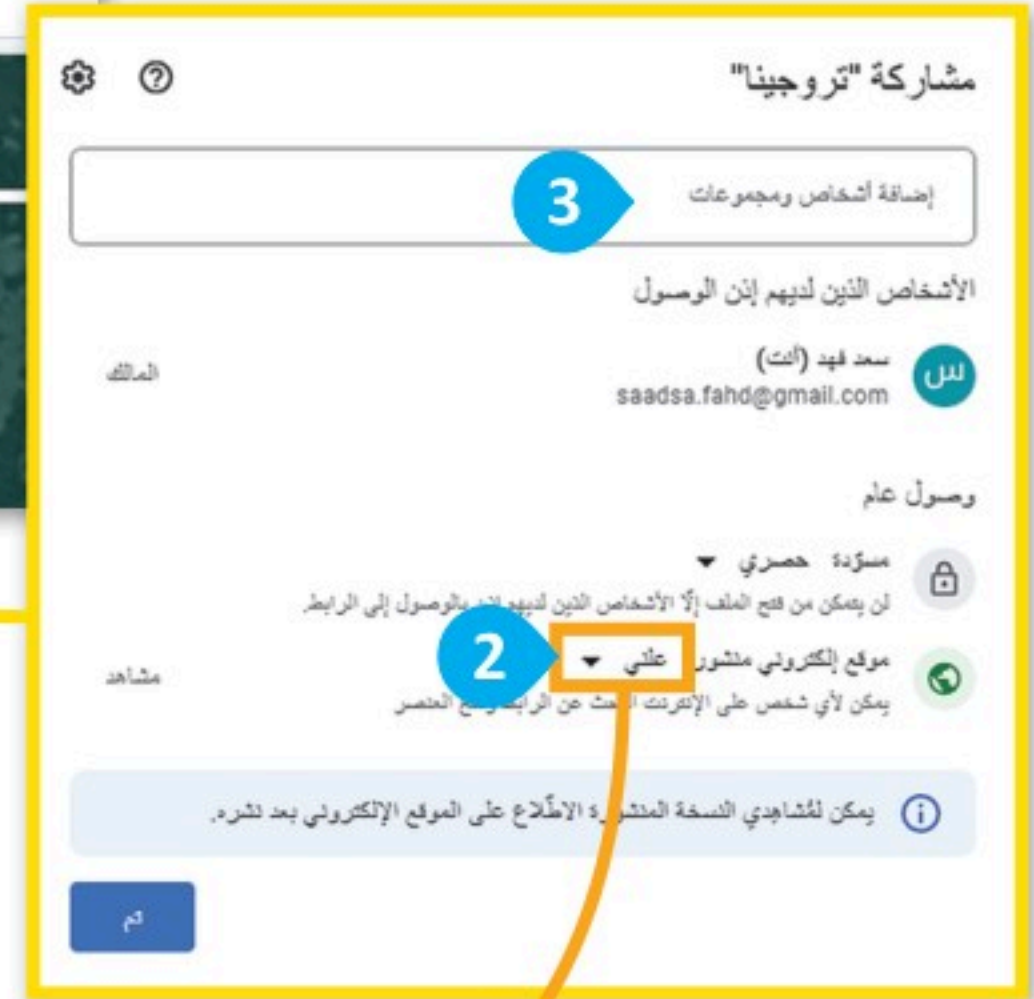 مشاركة "تروجينا"
3
إضافة أشخاص ومجموعات
الأشخاص الذين لديهم إذن الوصول
سعد فهد (أنت)
المالك
saadsa.fahd@gmail.com
س
وصول عام
مسوّدة حصري
لن يتمكن من فتح الملف إلّا الأشخاص الذين لديهم إذن بالوصول إلى الرابط.
موقع إلكتروني منشور علني
2
مشاهد
يمكن لأي شخص على الإنترنت البحث عن الرابط وفتح العنصر
يمكن لمُشاهِدي النسخة المنشورة الاطّلاع على الموقع الإلكتروني بعد نشره.
تم